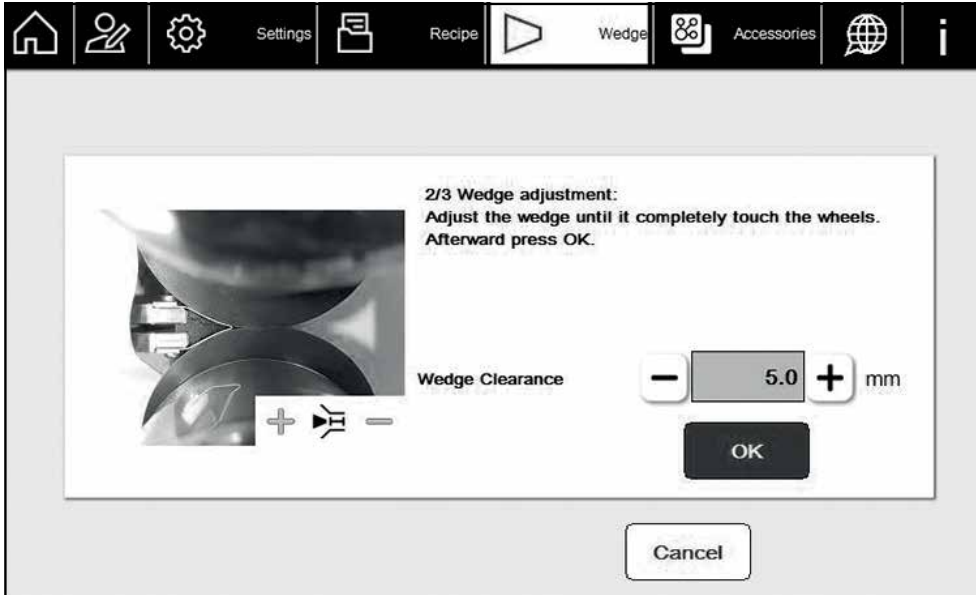 Settings
Recipe
Wedge
Accessories
i
2/3 Wedge adjustment:
Adjust the wedge until it completely touch the wheels.
Afterward press OK.
Wedge Clearance
5.0
mm
OK
Cancel